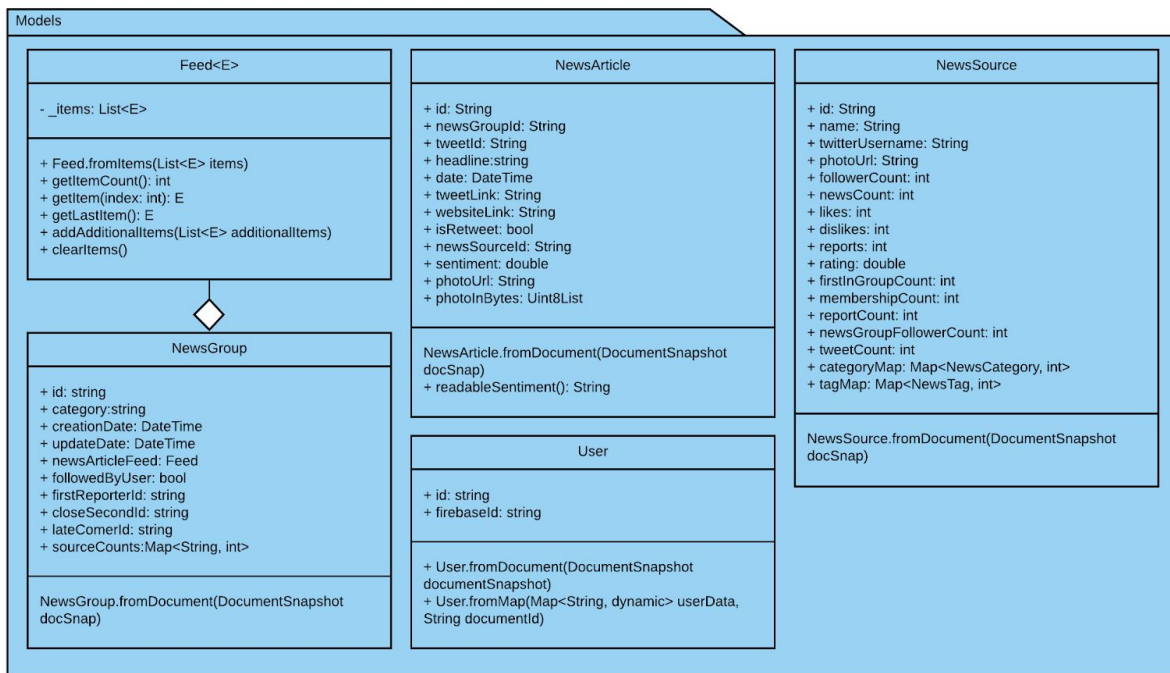 Models
Feed<E>
- _items: List<E>
+ Feed.fromItems(List<E> items)
+ getItemCount(): int
+ getItem(index: int): E
+ getLastItem(): E
+ addAdditionalItems(List<E> additionalItems)
+ clearItems()
NewsGroup
+ id: string
+ category:string
+ creationDate: DateTime
+ updateDate: DateTime
+ newsArticleFeed: Feed
+ followedByUser: bool
+ firstReporterId: string
+ closeSecondId: string
+ lateComerId: string
+ sourceCounts:Map<String, int>
NewsGroup.fromDocument(DocumentSnapshot
docSnap)
NewsArticle
+ id: String
+ newsGroupId: String
+ tweetId: String
+ headline:string
+ date: DateTime
+ tweetLink: String
+ websiteLink: String
+ isRetweet: bool
+ newsSourceId: String
+ sentiment: double
+ photoUrl: String
+ photoInBytes: Uint8List
NewsArticle.fromDocument(DocumentSnapshot
docSnap)
+ readableSentiment(): String
User
+ id: string
+ firebaseId: string
+ User.fromDocument(DocumentSnapshot
documentSnapshot)
+ User.fromMap(Map<String, dynamic> userData,
String documentId)
NewsSource
+ id: String
+ name: String
+ twitterUsername: String
+ photoUrl: String
+ followerCount: int
+ newsCount: int
+ likes: int
+ dislikes: int
+ reports: int
+ rating: double
+ firstInGroupCount: int
+ membershipCount: int
+ reportCount: int
+ newsGroupFollowerCount: int
+ tweetCount: int
+ categoryMap: Map<NewsCategory, int>
+ tagMap: Map<NewsTag, int>
NewsSource.fromDocument(DocumentSnapshot
docSnap)